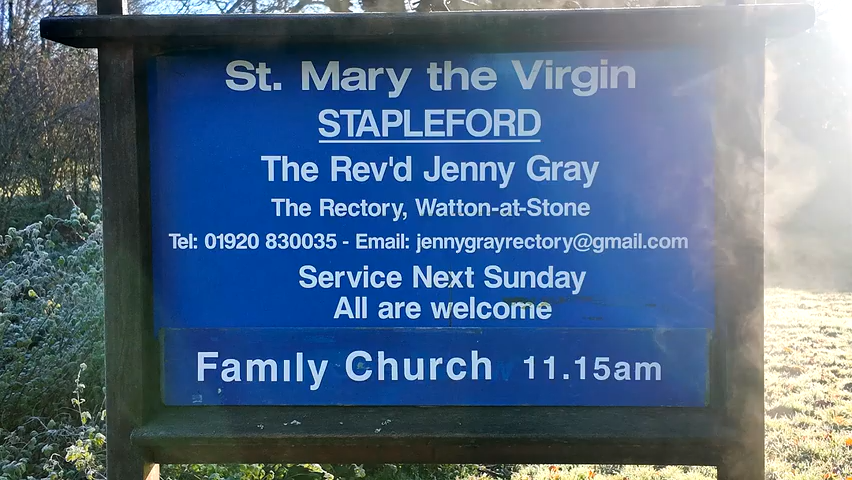 St. Mary the Virgin
STAPLEFORD
The Rev'd Jenny Gray
The Rectory, Watton-at-Stone
Tel: 01920 830035 - Email: jennygrayrectory@gmail.com
Service Next Sunday
All are welcome
Family Church 11.15am